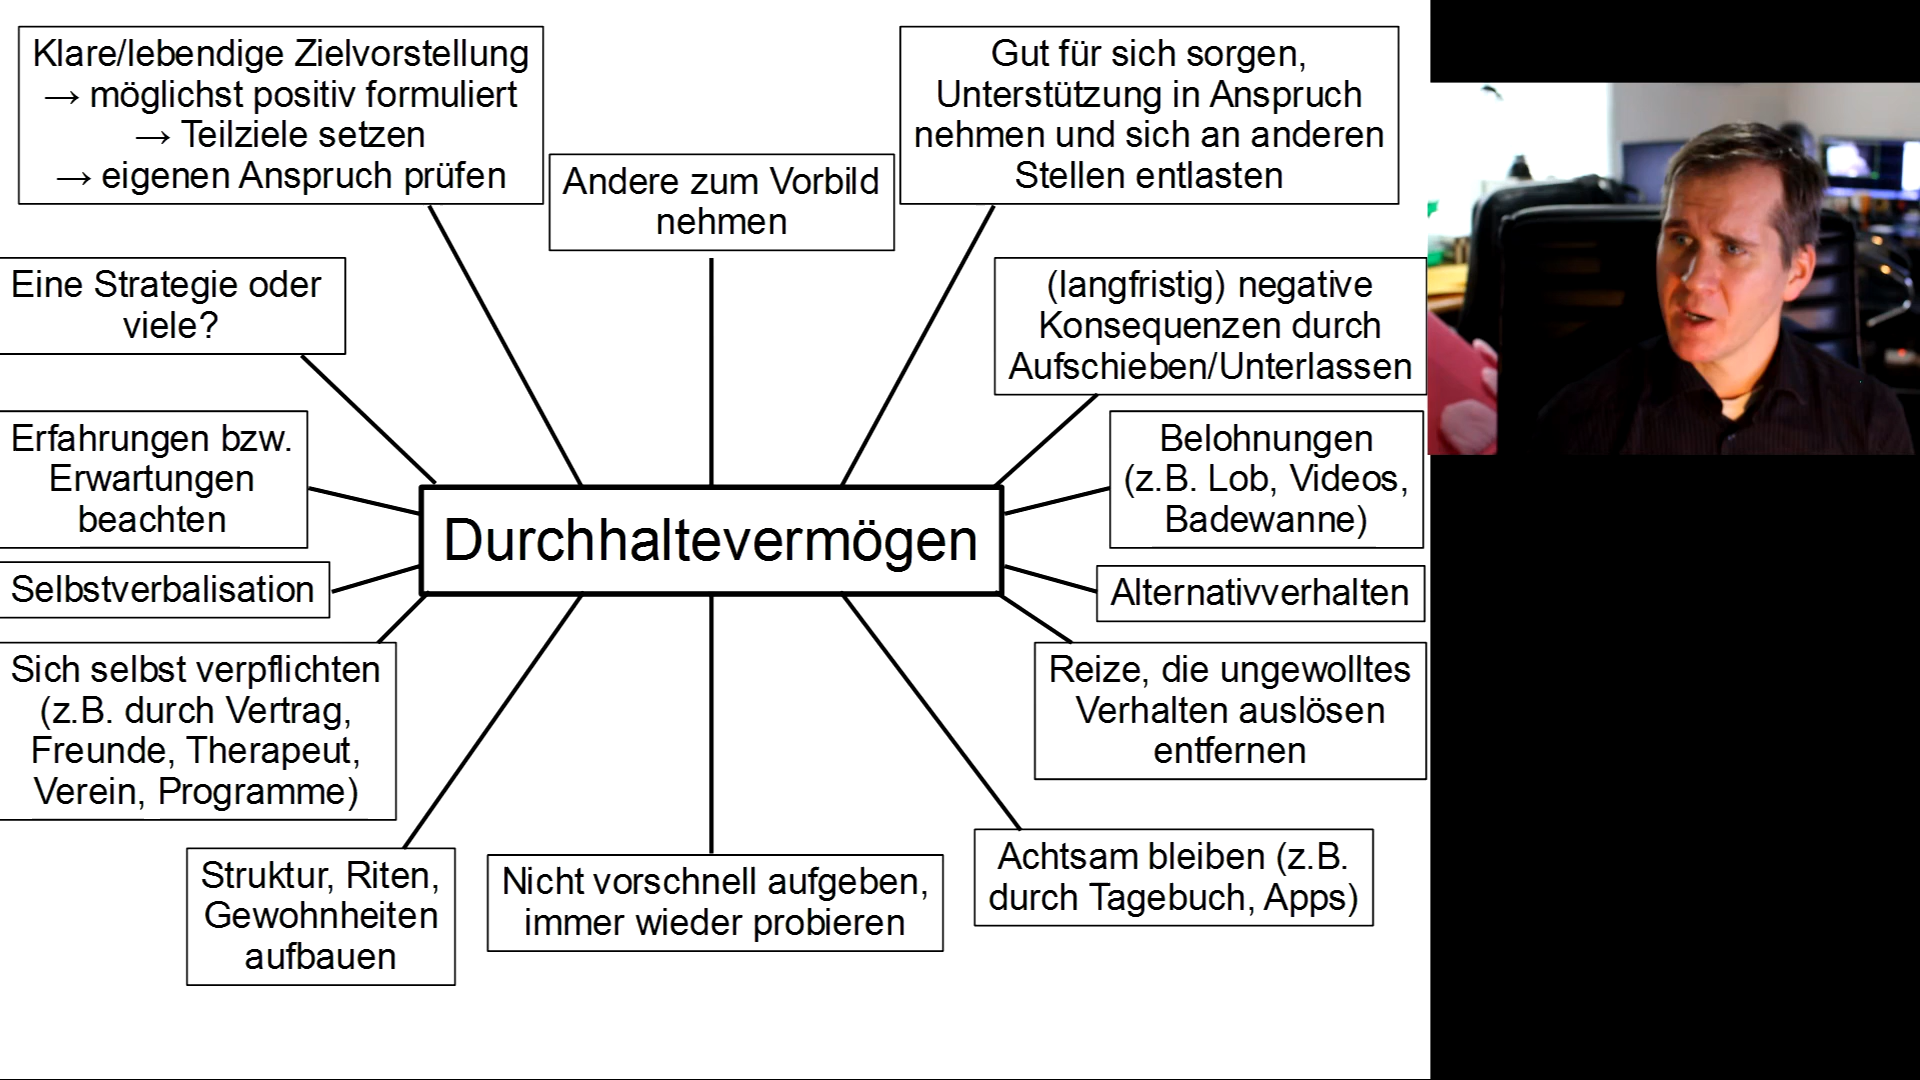 Klare/lebendige Zielvorstellung
→ möglichst positiv formuliert
→ Teilziele setzen
→ eigenen Anspruch prüfen
Andere zum Vorbild
nehmen
Gut für sich sorgen,
Unterstützung in Anspruch
nehmen und sich an anderen
Stellen entlasten
Eine Strategie oder
viele?
(langfristig) negative
Konsequenzen durch
Aufschieben/Unterlassen
Erfahrungen bzw.
Erwartungen
beachten
Belohnungen
(z.B. Lob, Videos,
Badewanne)
Durchhaltevermögen
Selbstverbalisation
Alternativverhalten
Sich selbst verpflichten
(z.B. durch Vertrag,
Freunde, Therapeut,
Verein, Programme)
Reize, die ungewolltes
Verhalten auslösen
entfernen
Struktur, Riten,
Gewohnheiten
aufbauen
Nicht vorschnell aufgeben,
immer wieder probieren
Achtsam bleiben (z.B.
durch Tagebuch, Apps)